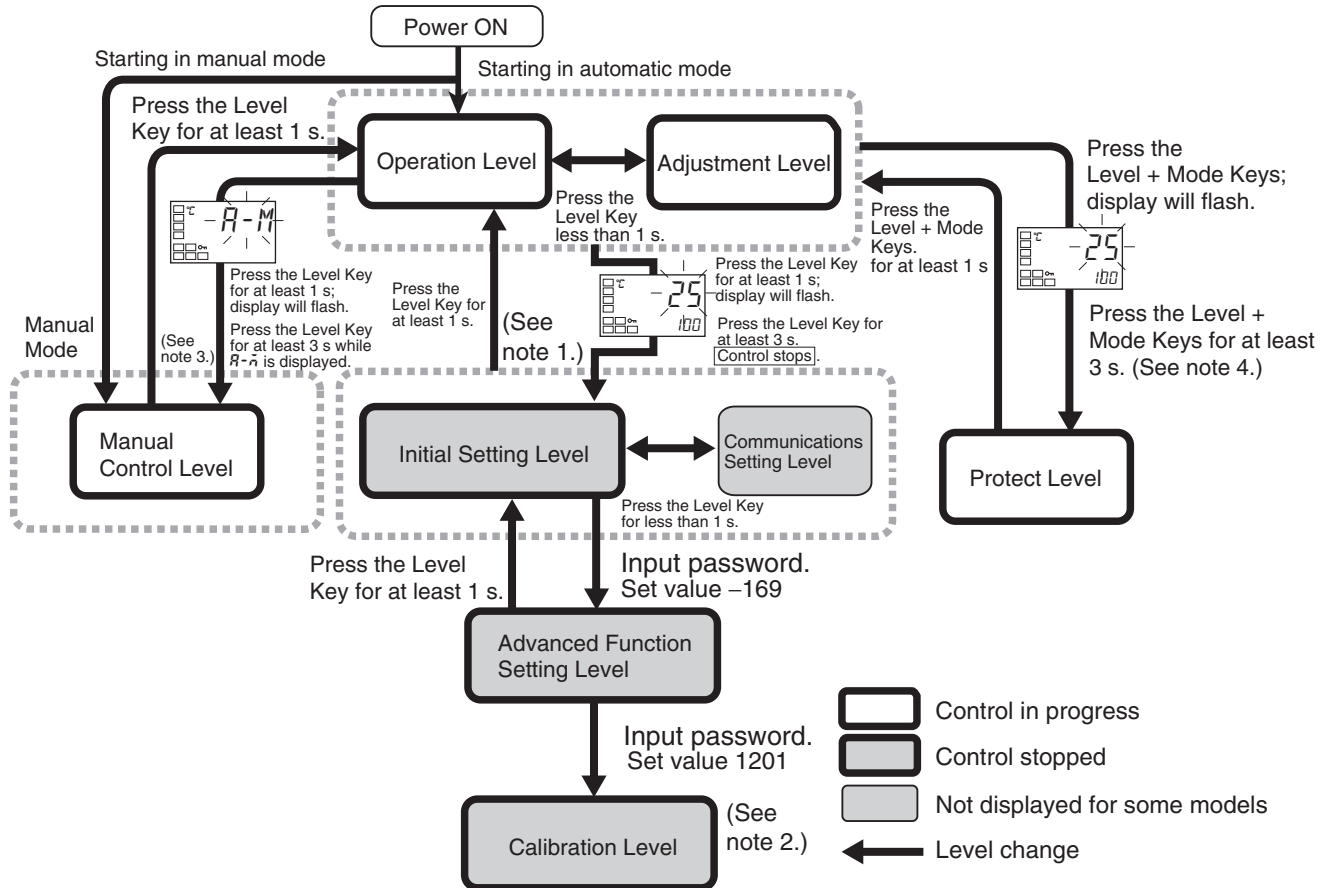 Power ON
Starting in manual mode
Starting in automatic mode
Press the Level
Key for at least 1 s.
Operation Level
Adjustment Level
Press the
Level Key
less than 1 s.
Press the
Level + Mode
Keys.
for at least 1 s
Press the
Level + Mode Keys;
display will flash.
°C
A-M
°C
25
100
°C
25
100
Press the Level Key
for at least 1 s;
display will flash.
Press the Level Key
for at least 3 s while
A-M is displayed.
Press the
Level Key for
at least 1 s.
(See
note 1.)
Press the Level Key
for at least 1 s;
display will flash.
Press the Level Key for
at least 3 s.
Control stops.
Press the Level +
Mode Keys for at least
3 s. (See note 4.)
Manual
Mode
(See
note 3.)
Manual
Control Level
Initial Setting Level
Communications
Setting Level
Protect Level
Press the Level Key
for less than 1 s.
Press the Level
Key for at least 1 s.
Input password.
Set value −169
Advanced Function
Setting Level
Input password.
Set value 1201
Calibration Level
(See
note 2.)
Control in progress
Control stopped
Not displayed for some models
Level change